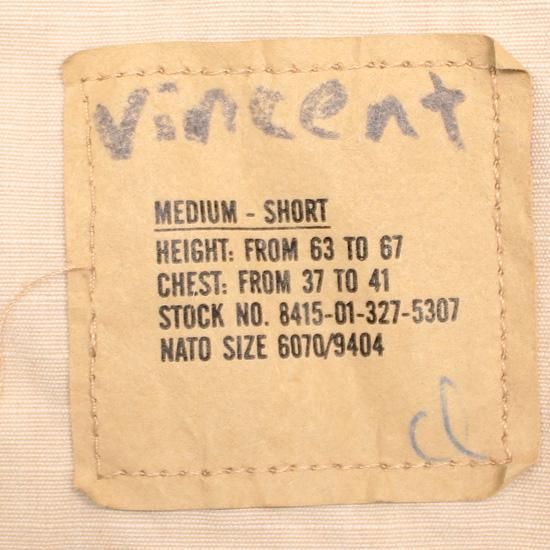 Vincent
MEDIUM - SHORT
HEIGHT: FROM 63 TO 67
CHEST: FROM 37 TO 41
STOCK NO. 8415-01-327-5307
NATO SIZE 6070/9404